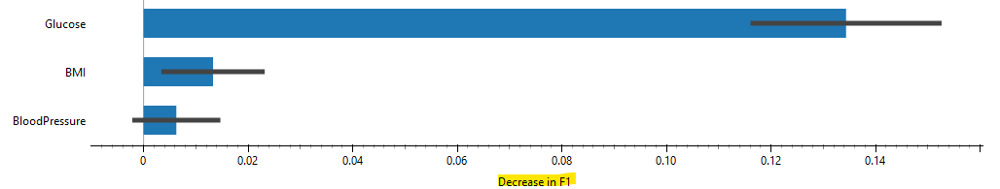 Glucose
BMI
BloodPressure
0 0.02 0.04 0.06 0.08 0.10 0.12 0.14
Decrease in F1